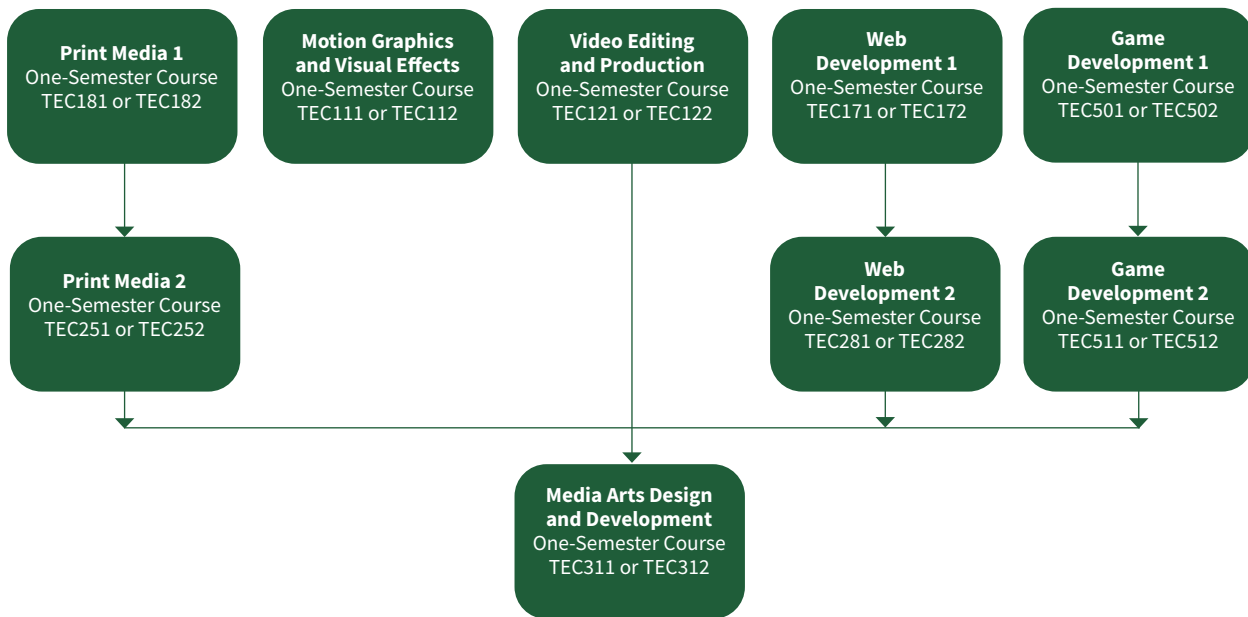 Print Media 1
One-Semester Course
TEC181 or TEC182
Motion Graphics
and Visual Effects
One-Semester Course
TEC111 or TEC112
Video Editing
and Production
One-Semester Course
TEC121 or TEC122
Web
Development 1
One-Semester Course
TEC171 or TEC172
Game
Development 1
One-Semester Course
TEC501 or TEC502
Print Media 2
One-Semester Course
TEC251 or TEC252
Web
Development 2
One-Semester Course
TEC281 or TEC282
Game
Development 2
One-Semester Course
TEC511 or TEC512
Media Arts Design
and Development
One-Semester Course
TEC311 or TEC312